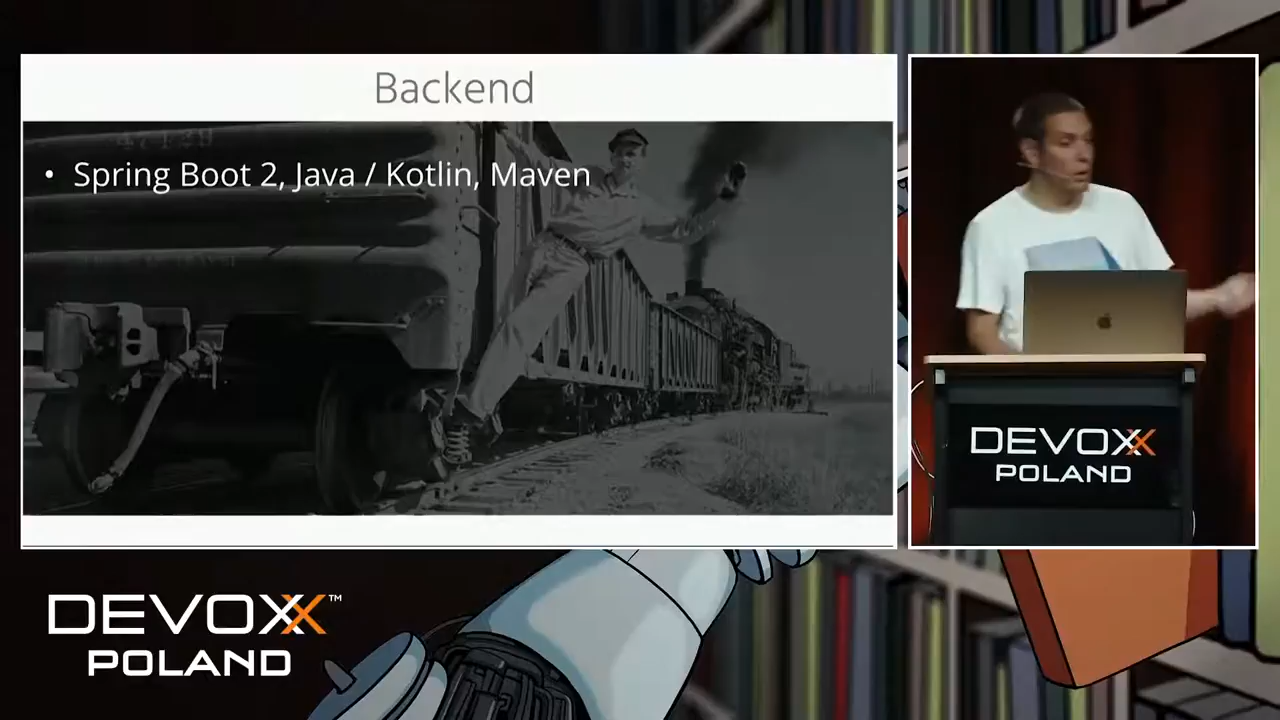 Backend
• Spring Boot 2, Java / Kotlin, Maven
DEVOXX
POLAND
DEVOXX™
POLAND